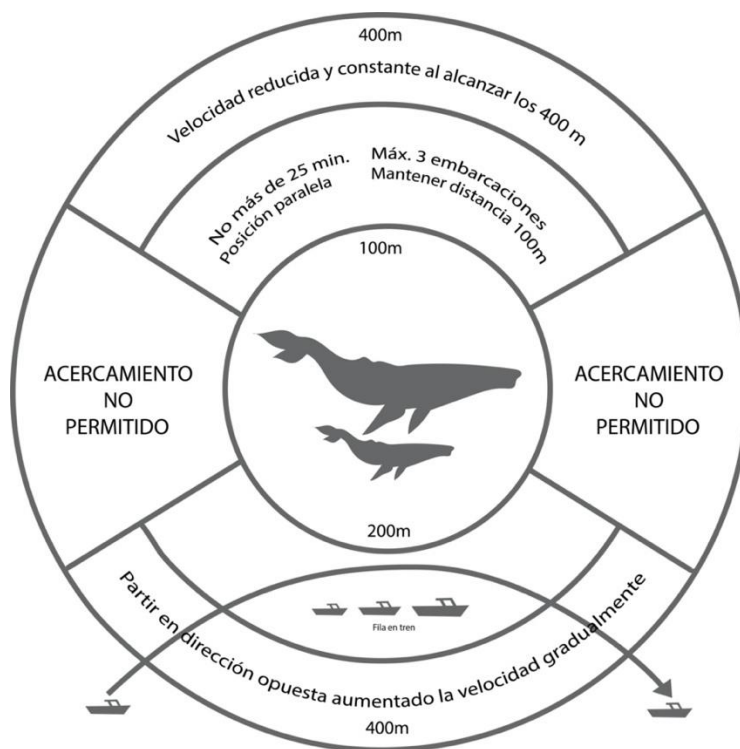 400m
Velocidad reducida y constante al alcanzar los 400 m
No más de 25 min.
Posición paralela
Máx. 3 embarcaciones
Mantener distancia 100m
100m
ACERCAMIENTO
NO
PERMITIDO
ACERCAMIENTO
NO
PERMITIDO
200m
Fila en tren
Partir en dirección opuesta aumentado la velocidad gradualmente
400m